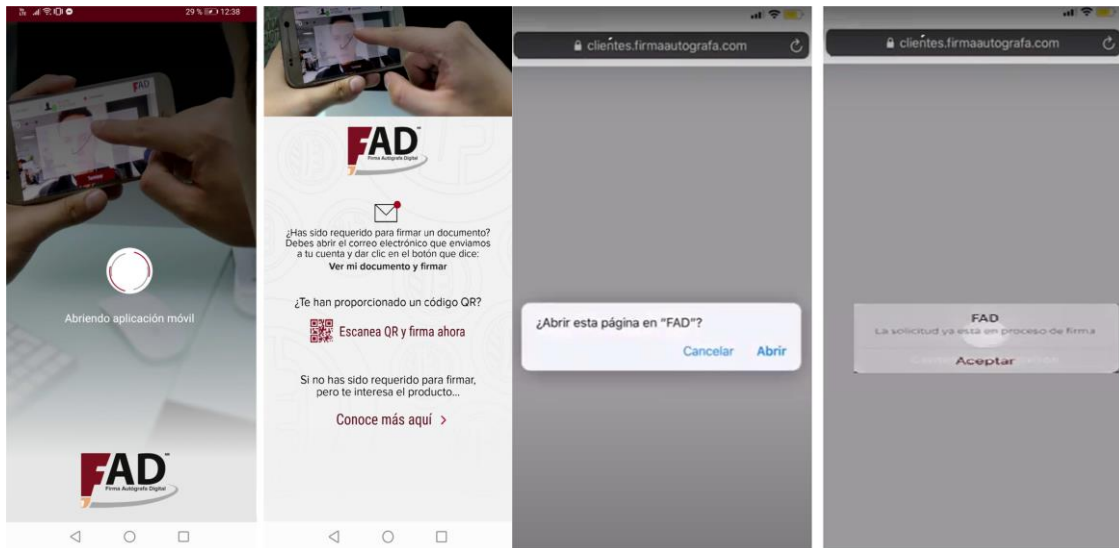 29 % 12:38
FAD
Abriendo aplicación móvil
FAD
Firma Autógrafa Digital
FAD
Firma Autógrafa Digital
¿Has sido requerido para firmar un documento?
Debes abrir el correo electrónico que enviamos
a tu cuenta y dar clic en el botón que dice:
Ver mi documento y firmar
¿Te han proporcionado un código QR?
Escanea QR y firma ahora
Si no has sido requerido para firmar,
pero te interesa el producto...
Conoce más aquí >
clientes.firmaautografa.com
¿Abrir esta página en "FAD"?
Cancelar Abrir
clientes.firmaautografa.com
FAD
La solicitud ya está en proceso de firma
Aceptar